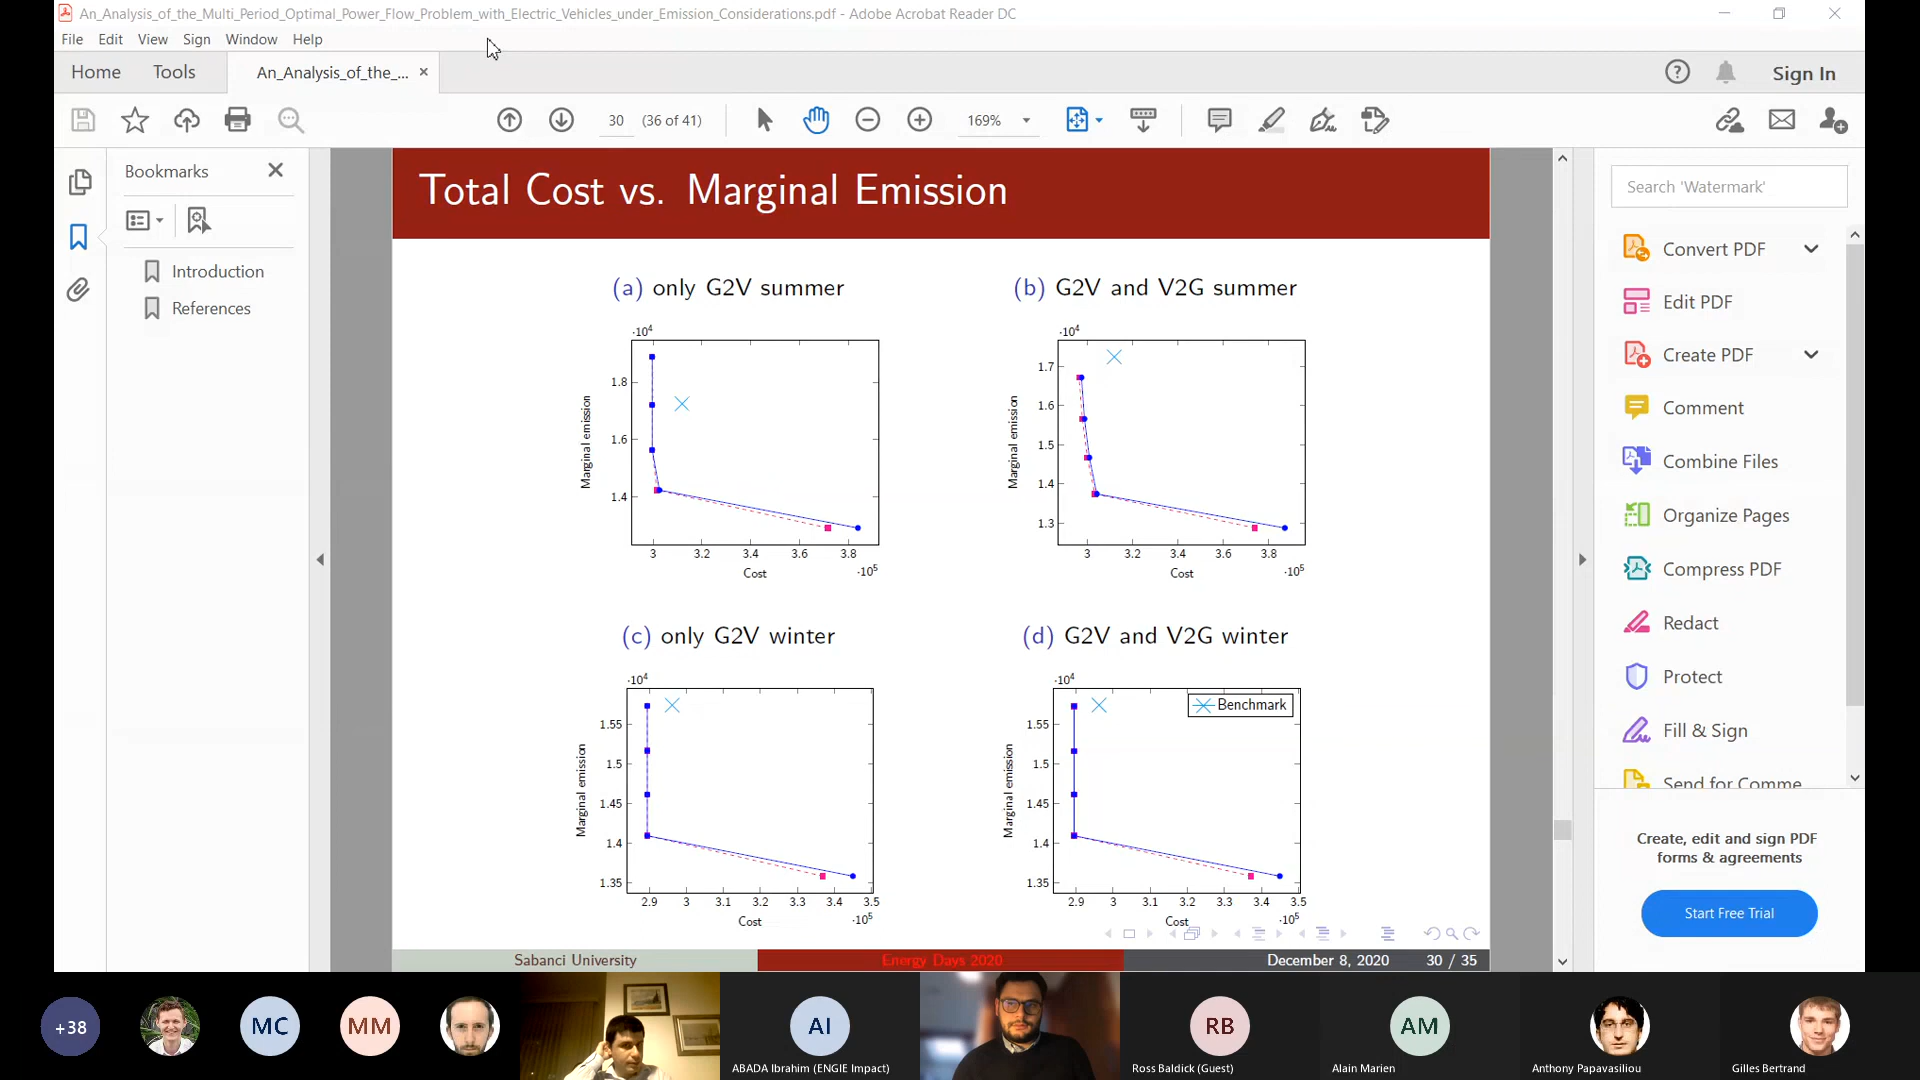 An_Analysis_of_the_Multi_Period_Optimal_Power_Flow_Problem_with_Electric_Vehicles_under_Emission_Considerations.pdf - Adobe Acrobat Reader DC
File Edit View Sign Window Help
Home Tools An_Analysis_of_the_... Sign In
30 (36 of 41) 169%
Bookmarks
Introduction
References
Total Cost vs. Marginal Emission
(a) only G2V summer
·10⁴
1.8
1.6
1.4
Marginal emission
3 3.2 3.4 3.6 3.8
Cost ·10⁵
(b) G2V and V2G summer
·10⁴
1.7
1.6
1.5
1.4
1.3
Marginal emission
3 3.2 3.4 3.6 3.8
Cost ·10⁵
(c) only G2V winter
·10⁴
1.55
1.5
1.45
1.4
1.35
Marginal emission
2.9 3 3.1 3.2 3.3 3.4 3.5
Cost ·10⁵
(d) G2V and V2G winter
·10⁴
Benchmark
1.55
1.5
1.45
1.4
1.35
Marginal emission
2.9 3 3.1 3.2 3.3 3.4 3.5
Cost ·10⁵
Sabanci University Energy Days 2020 December 8, 2020 30 / 35
Search 'Watermark'
Convert PDF
Edit PDF
Create PDF
Comment
Combine Files
Organize Pages
Compress PDF
Redact
Protect
Fill & Sign
Send for Comme
Create, edit and sign PDF
forms & agreements
Start Free Trial
+38 MC MM AI RB AM
ABADA Ibrahim (ENGIE Impact) Ross Baldick (Guest) Alain Marien Anthony Papavasiliou Gilles Bertrand